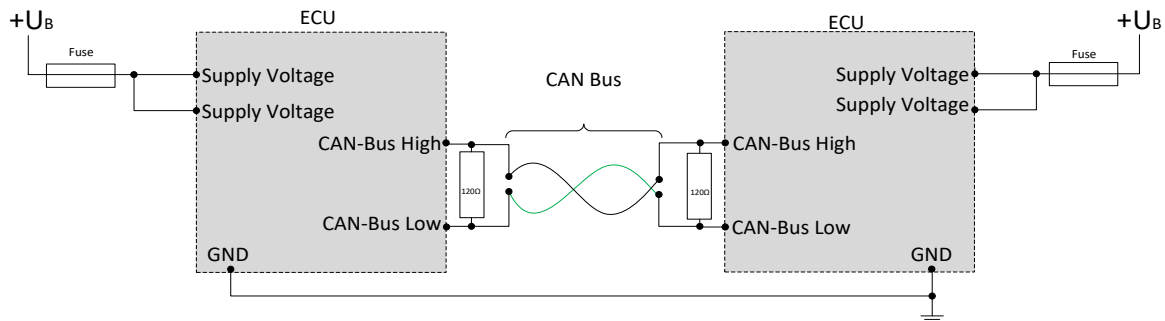 +UB
ECU
ECU
+UB
Fuse
Fuse
Supply Voltage
Supply Voltage
CAN Bus
Supply Voltage
Supply Voltage
CAN-Bus High
CAN-Bus High
120Ω
120Ω
CAN-Bus Low
CAN-Bus Low
GND
GND